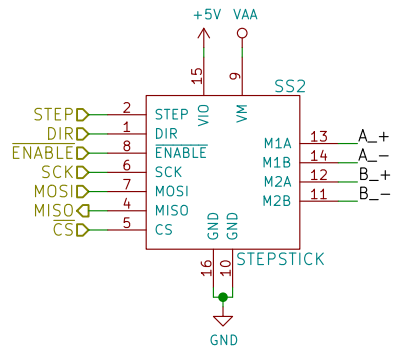 +5V VAA
15 9
SS2
VIO VM
STEP 2 STEP
DIR 1 DIR
ENABLE 8 ENABLE
SCK 6 SCK
MOSI 7 MOSI
MISO 4 MISO
CS 5 CS
M1A 13 A_+
M1B 14 A_-
M2A 12 B_+
M2B 11 B_-
GND GND
STEPSTICK
16 10
GND